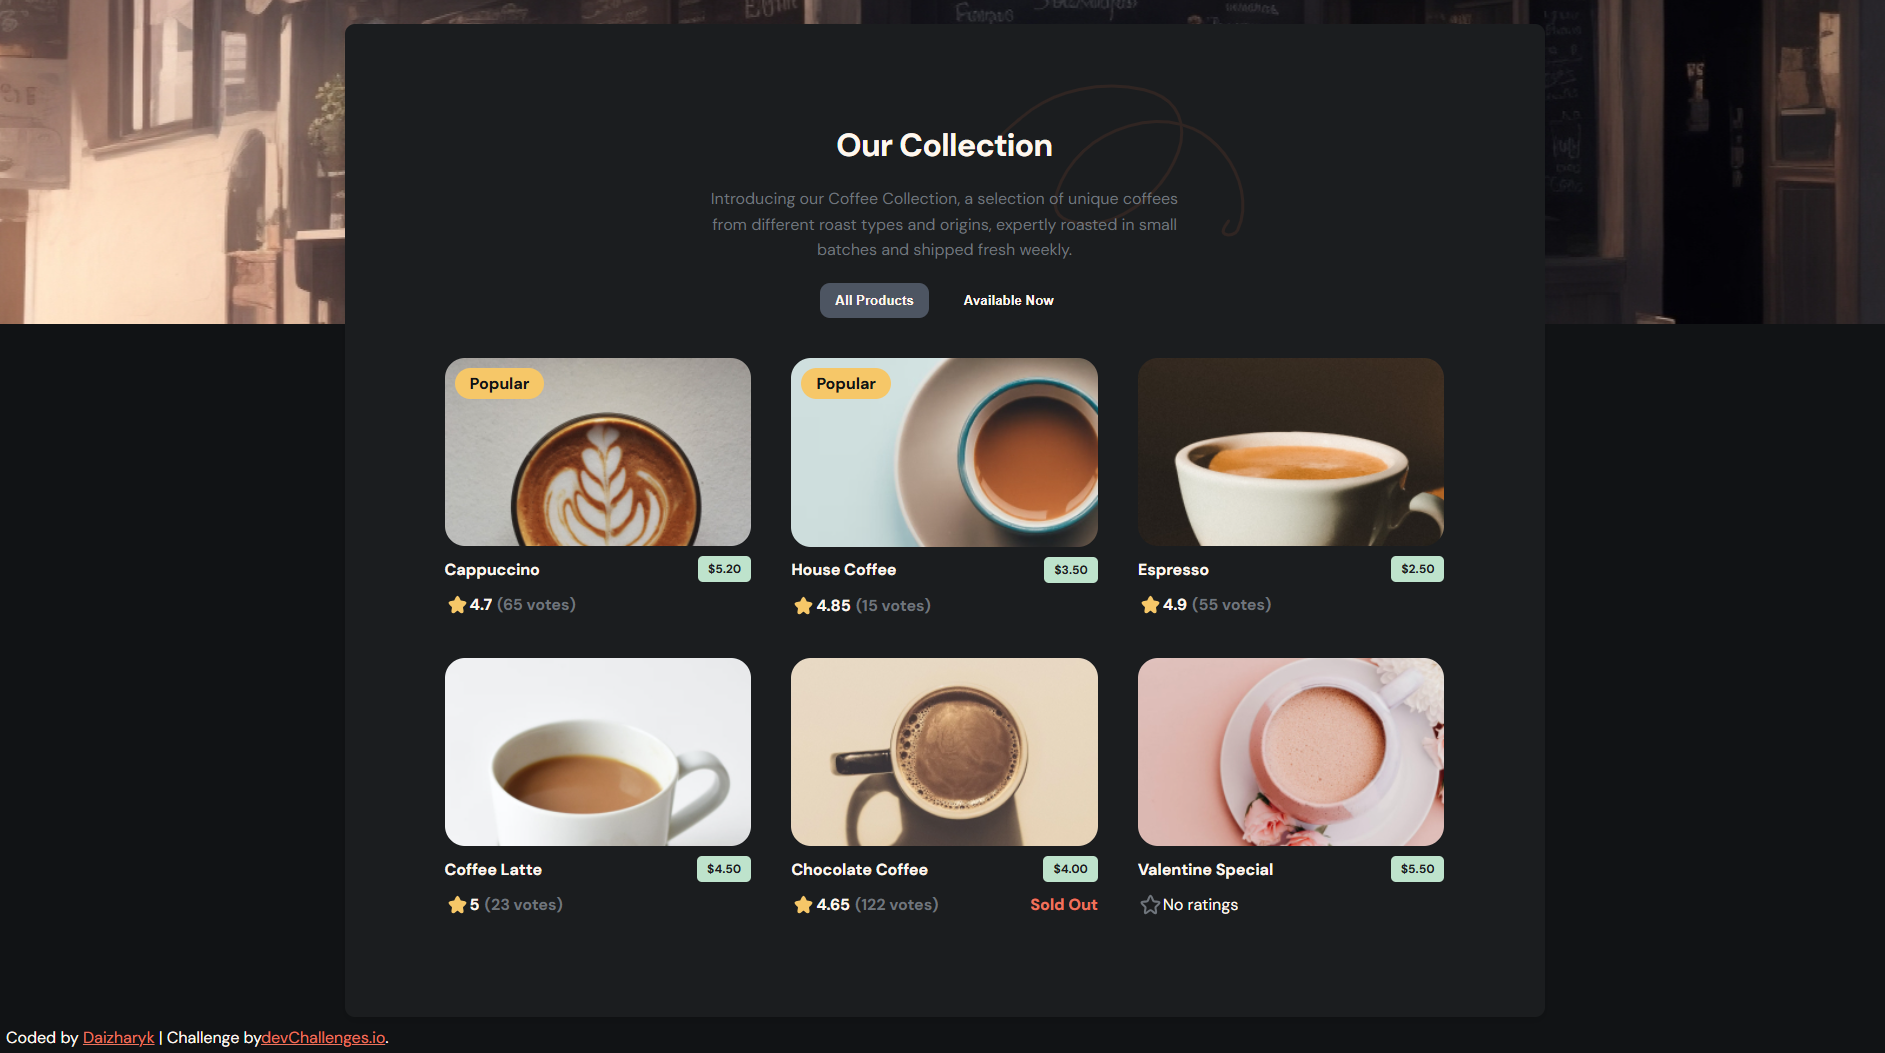 Our Collection
Introducing our Coffee Collection, a selection of unique coffees
from different roast types and origins, expertly roasted in small
batches and shipped fresh weekly.
All Products
Available Now
Popular
Popular
Cappuccino
$5.20
4.7 (65 votes)
House Coffee
$3.50
4.85 (15 votes)
Espresso
$2.50
4.9 (55 votes)
Coffee Latte
$4.50
5 (23 votes)
Chocolate Coffee
$4.00
4.65 (122 votes)
Sold Out
Valentine Special
$5.50
No ratings
Coded by Daizharyk | Challenge bydevChallenges.io.